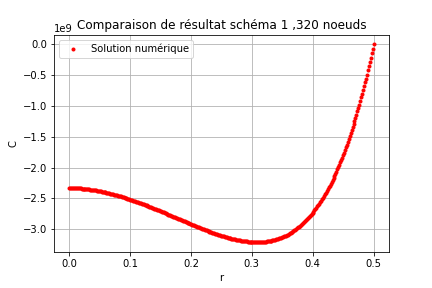 Comparaison de résultat schéma 1 ,320 noeuds
1e9
Solution numérique
0.0
−0.5
−1.0
−1.5
−2.0
−2.5
−3.0
C
0.0 0.1 0.2 0.3 0.4 0.5
r